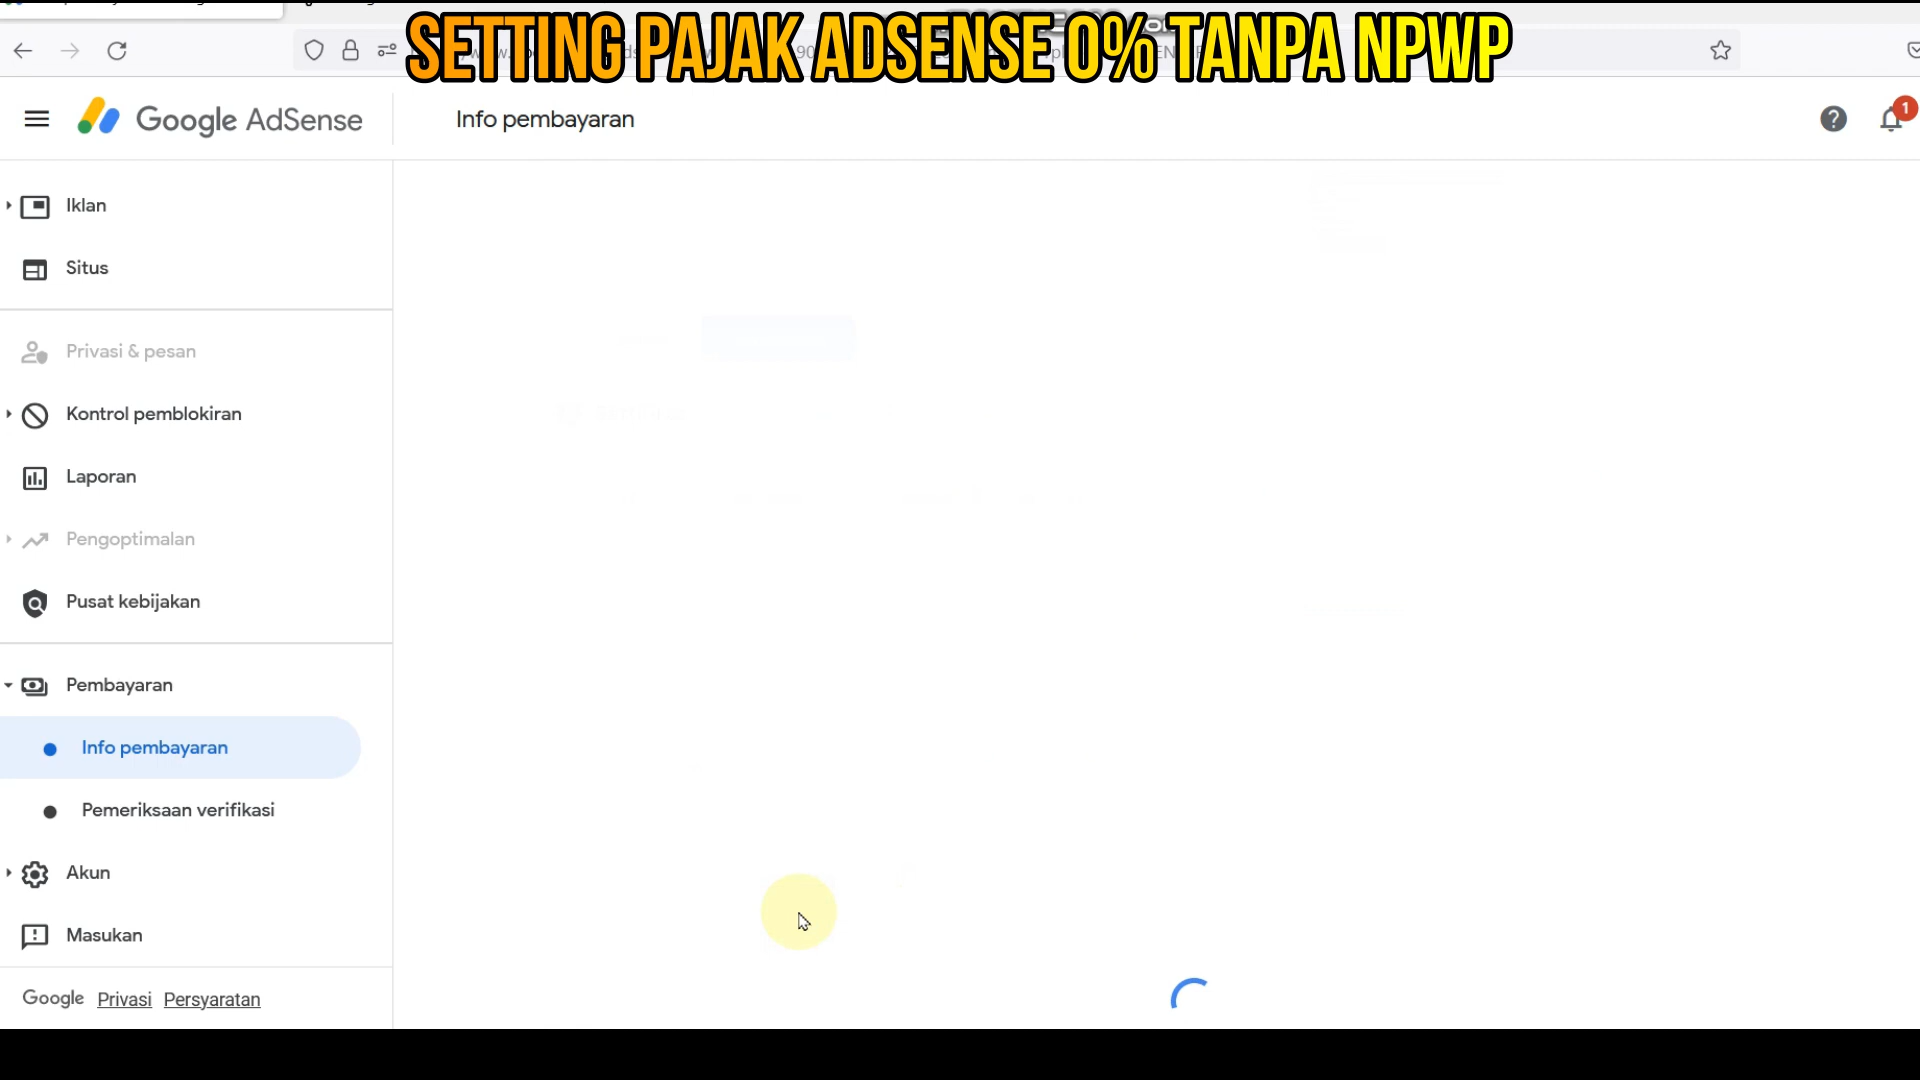 SETTING PAJAK ADSENSE 0% TANPA NPWP
Google AdSense
Info pembayaran
1
Iklan
Situs
Privasi & pesan
Kontrol pemblokiran
Laporan
Pengoptimalan
Pusat kebijakan
Pembayaran
Info pembayaran
Pemeriksaan verifikasi
Akun
Masukan
Google Privasi Persyaratan